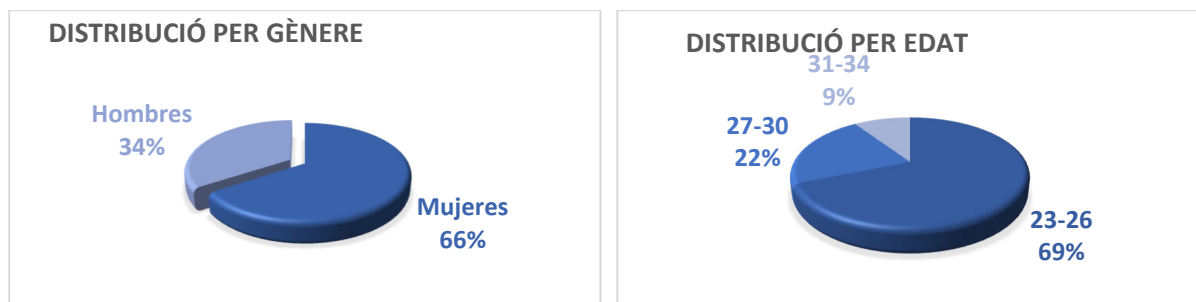 DISTRIBUCIÓ PER GÈNERE
Hombres
34%
Mujeres
66%
DISTRIBUCIÓ PER EDAT
31-34
9%
27-30
22%
23-26
69%